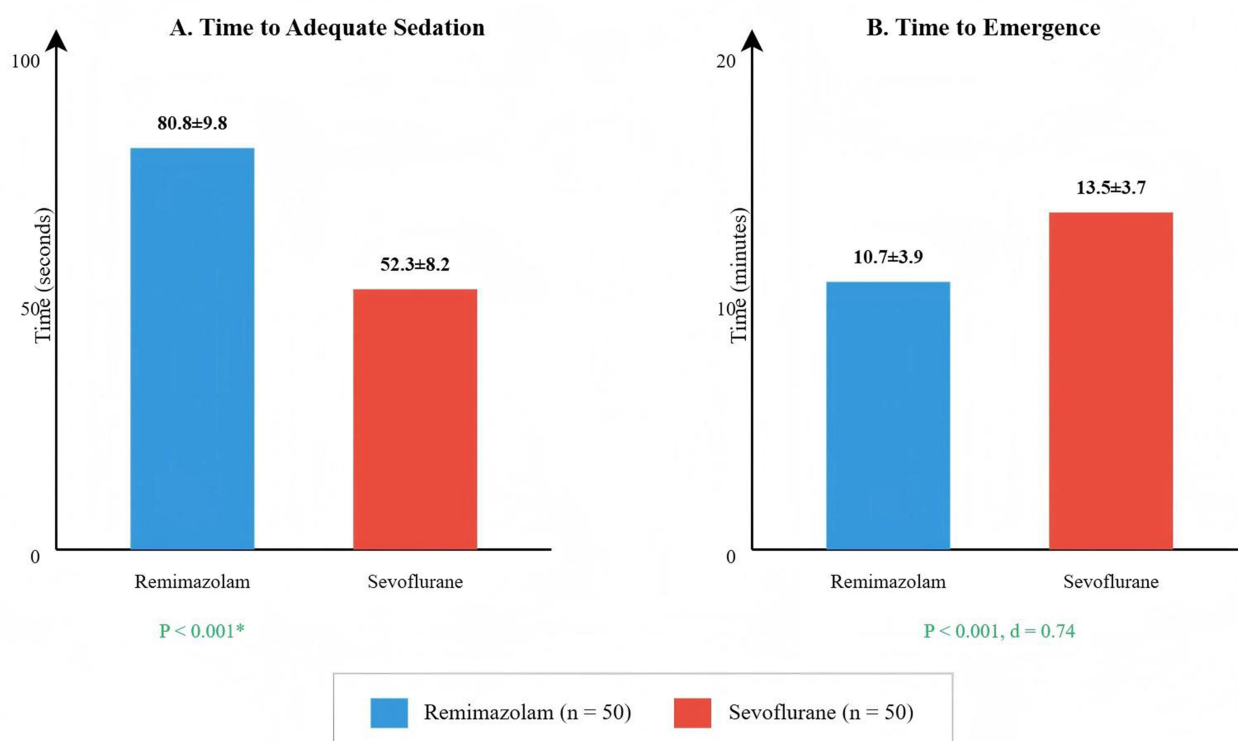 A. Time to Adequate Sedation
100
80.8±9.8
52.3±8.2
Time (seconds)
50
0
Remimazolam
Sevoflurane
P < 0.001*
B. Time to Emergence
20
13.5±3.7
10.7±3.9
Time (minutes)
10
0
Remimazolam
Sevoflurane
P < 0.001, d = 0.74
Remimazolam (n = 50)
Sevoflurane (n = 50)